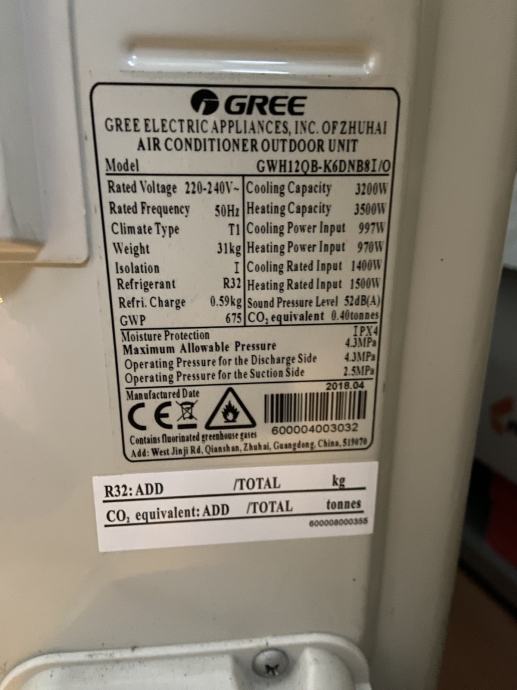 GREE
GREE ELECTRIC APPLIANCES, INC. OF ZHUHAI
AIR CONDITIONER OUTDOOR UNIT
Model GWH12QB-K6DNB8I/O
Rated Voltage 220-240V~ Cooling Capacity 3200W
Rated Frequency 50Hz Heating Capacity 3500W
Climate Type T1 Cooling Power Input 997W
Weight 31kg Heating Power Input 970W
Isolation I Cooling Rated Input 1400W
Refrigerant R32 Heating Rated Input 1500W
Refri. Charge 0.59kg Sound Pressure Level 52dB(A)
GWP 675 CO₂ equivalent 0.40tonnes
Moisture Protection IPX4
Maximum Allowable Pressure 4.3MPa
Operating Pressure for the Discharge Side 4.3MPa
Operating Pressure for the Suction Side 2.5MPa
Manufactured Date 2018.04
CE
600004003032
Contains fluorinated greenhouse gases
Add: West Jinji Rd, Qianshan, Zhuhai, Guangdong, China, 519070
R32: ADD /TOTAL kg
CO₂ equivalent: ADD /TOTAL tonnes
600008000355